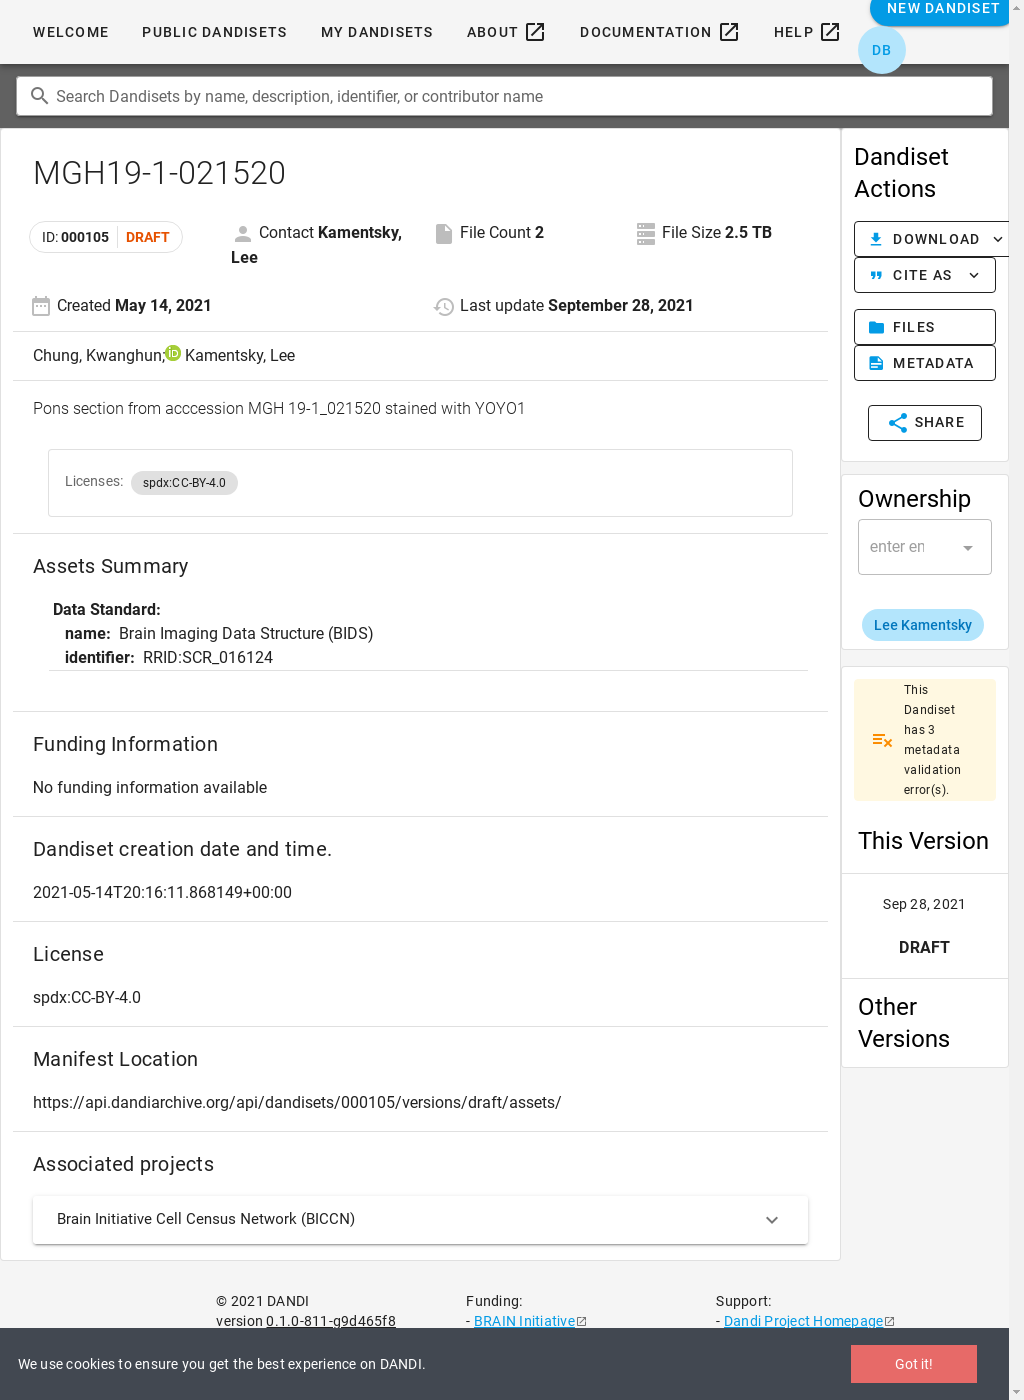 WELCOME PUBLIC DANDISETS MY DANDISETS ABOUT DOCUMENTATION HELP NEW DANDISET
DB
Search Dandisets by name, description, identifier, or contributor name
MGH19-1-021520
ID: 000105 DRAFT
Contact Kamentsky, Lee
File Count 2
File Size 2.5 TB
Created May 14, 2021
Last update September 28, 2021
Chung, Kwanghun; iD Kamentsky, Lee
Pons section from acccession MGH 19-1_021520 stained with YOYO1
Licenses: spdx:CC-BY-4.0
Assets Summary
Data Standard:
name: Brain Imaging Data Structure (BIDS)
identifier: RRID:SCR_016124
Funding Information
No funding information available
Dandiset creation date and time.
2021-05-14T20:16:11.868149+00:00
License
spdx:CC-BY-4.0
Manifest Location
https://api.dandiarchive.org/api/dandisets/000105/versions/draft/assets/
Associated projects
Brain Initiative Cell Census Network (BICCN)
Dandiset
Actions
DOWNLOAD
CITE AS
FILES
METADATA
SHARE
Ownership
enter en
Lee Kamentsky
This
Dandiset
has 3
metadata
validation
error(s).
This Version
Sep 28, 2021
DRAFT
Other
Versions
© 2021 DANDI
version 0.1.0-811-g9d465f8
Funding:
- BRAIN Initiative
Support:
- Dandi Project Homepage
We use cookies to ensure you get the best experience on DANDI.
Got it!